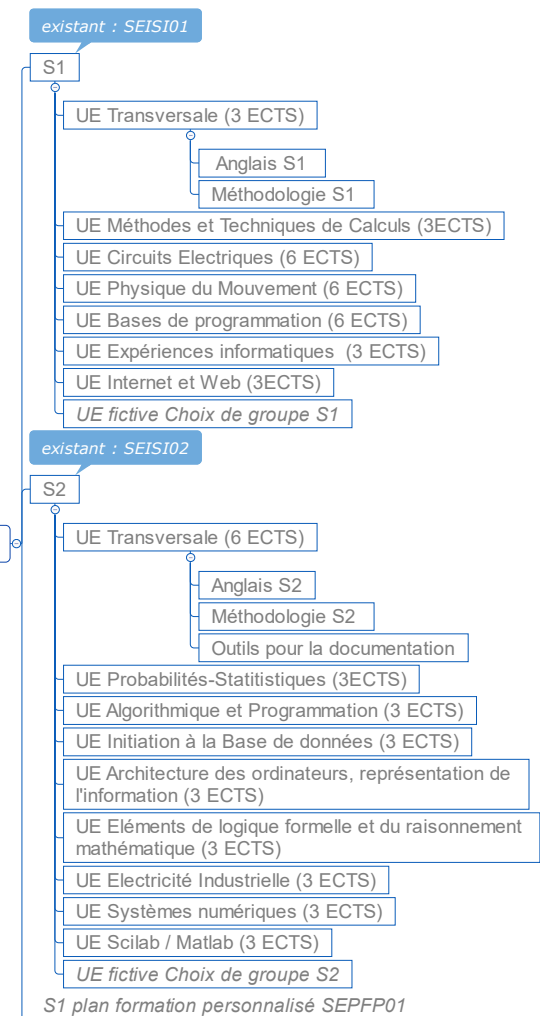 existant : SEISI01
S1
UE Transversale (3 ECTS)
Anglais S1
Méthodologie S1
UE Méthodes et Techniques de Calculs (3ECTS)
UE Circuits Electriques (6 ECTS)
UE Physique du Mouvement (6 ECTS)
UE Bases de programmation (6 ECTS)
UE Expériences informatiques (3 ECTS)
UE Internet et Web (3ECTS)
UE fictive Choix de groupe S1
existant : SEISI02
S2
UE Transversale (6 ECTS)
Anglais S2
Méthodologie S2
Outils pour la documentation
UE Probabilités-Statitistiques (3ECTS)
UE Algorithmique et Programmation (3 ECTS)
UE Initiation à la Base de données (3 ECTS)
UE Architecture des ordinateurs, représentation de
l'information (3 ECTS)
UE Eléments de logique formelle et du raisonnement
mathématique (3 ECTS)
UE Electricité Industrielle (3 ECTS)
UE Systèmes numériques (3 ECTS)
UE Scilab / Matlab (3 ECTS)
UE fictive Choix de groupe S2
S1 plan formation personnalisé SEPFP01